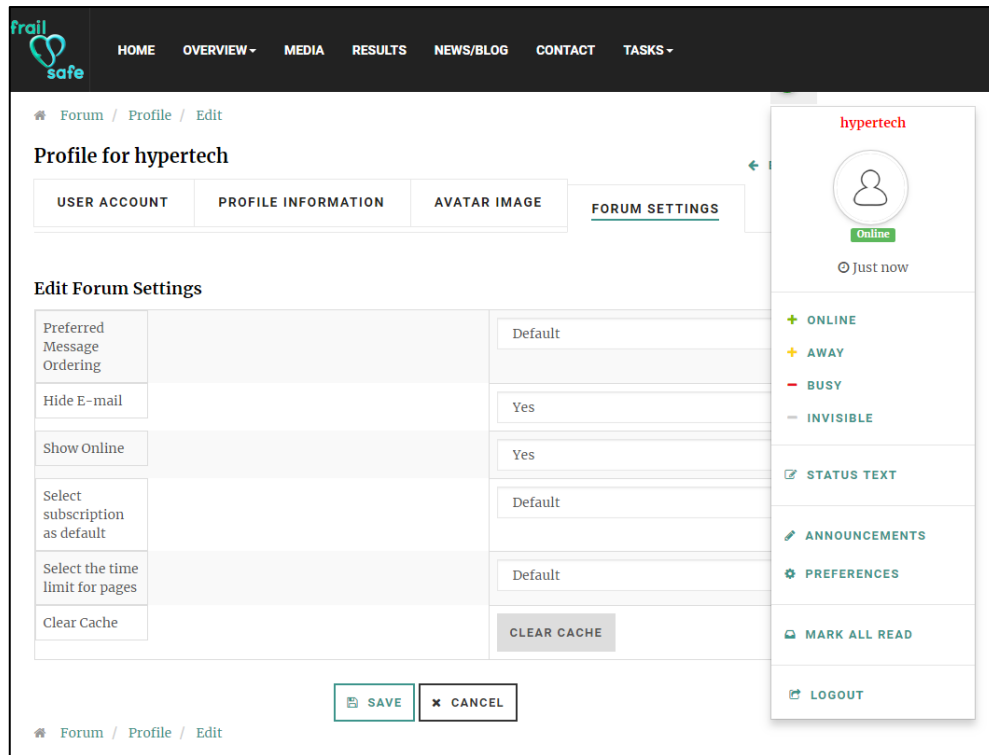 frail
safe
HOME OVERVIEW MEDIA RESULTS NEWS/BLOG CONTACT TASKS
Forum / Profile / Edit
Profile for hypertech
USER ACCOUNT PROFILE INFORMATION AVATAR IMAGE FORUM SETTINGS
Edit Forum Settings
Preferred
Message
Ordering
Default
Hide E-mail
Yes
Show Online
Yes
Select
subscription
as default
Default
Select the time
limit for pages
Default
Clear Cache
CLEAR CACHE
SAVE CANCEL
Forum / Profile / Edit
hypertech
Online
Just now
ONLINE
AWAY
BUSY
INVISIBLE
STATUS TEXT
ANNOUNCEMENTS
PREFERENCES
MARK ALL READ
LOGOUT